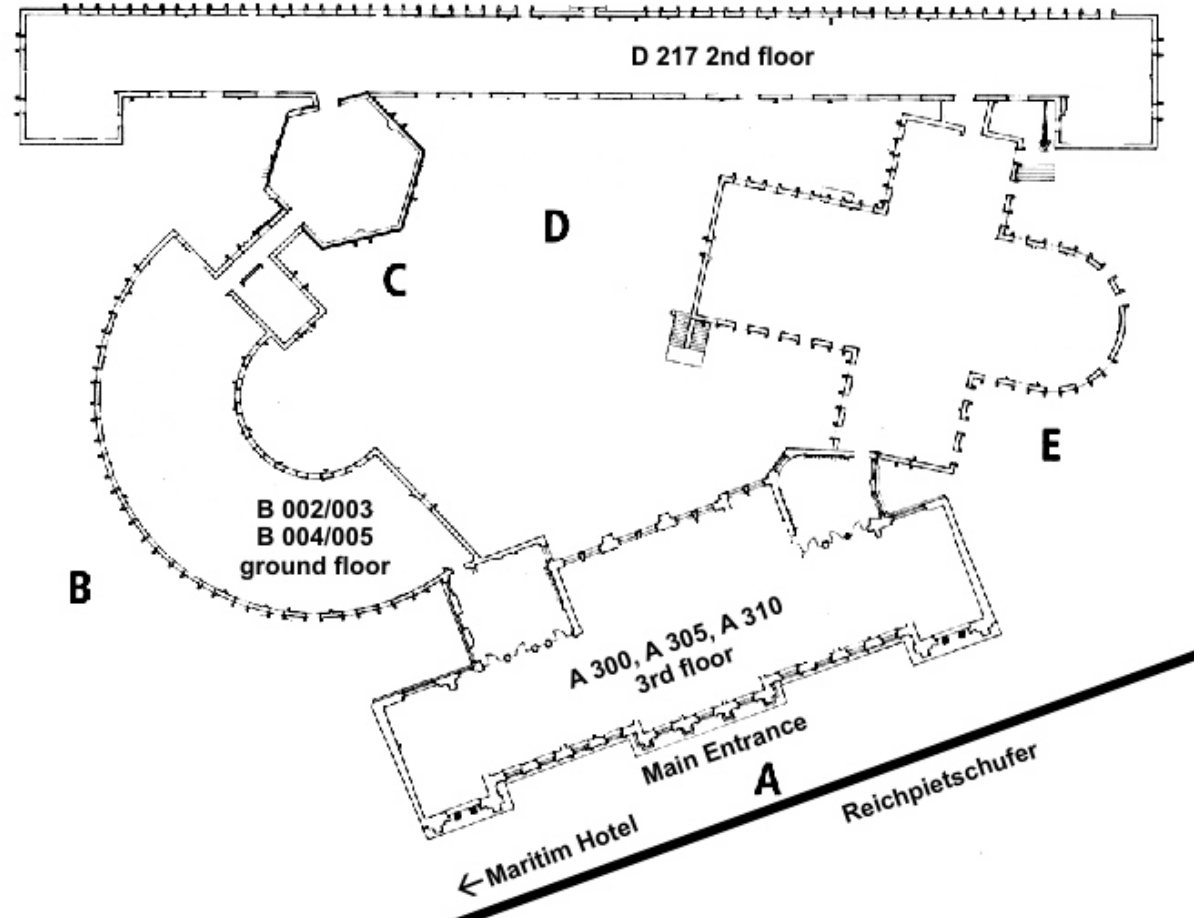 D 217 2nd floor
D
C
E
B 002/003
B 004/005
ground floor
B
A 300, A 305, A 310
3rd floor
Main Entrance
A
Reichpietschufer
←Maritim Hotel